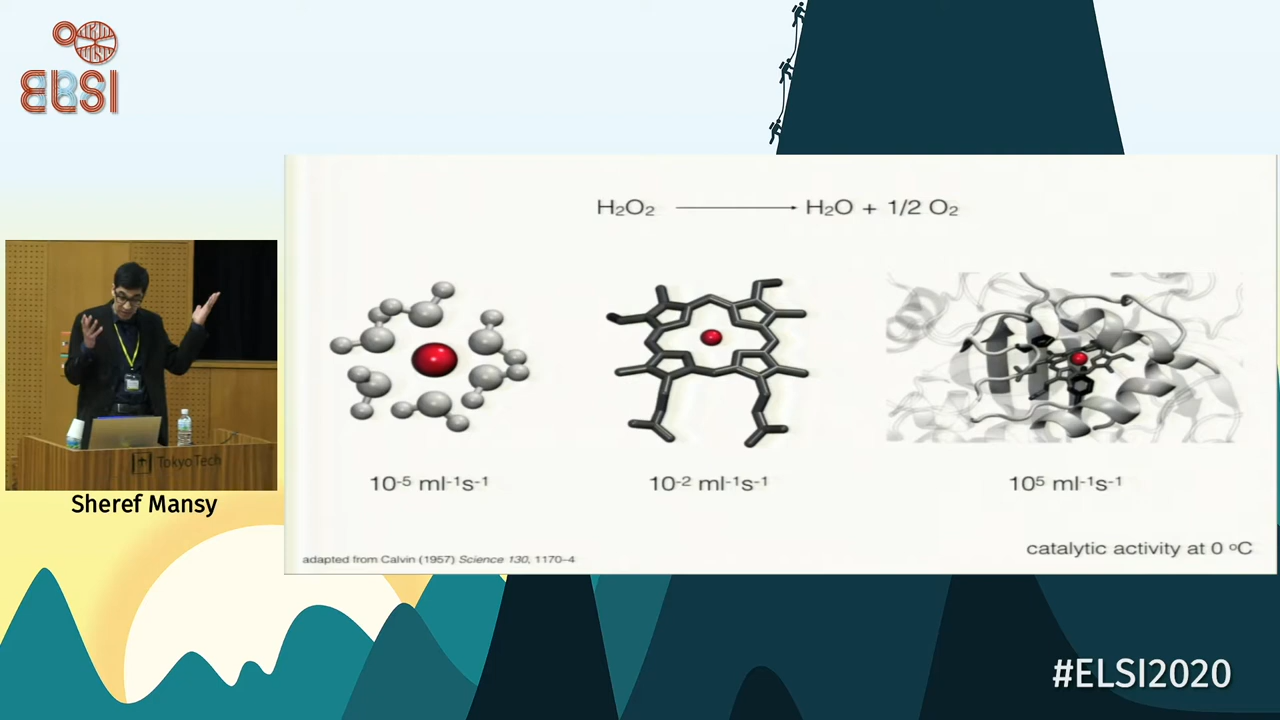 ELSI
H₂O₂ ⟶ H₂O + 1/2 O₂
10⁻⁵ ml⁻¹s⁻¹
10⁻² ml⁻¹s⁻¹
10⁵ ml⁻¹s⁻¹
adapted from Calvin (1957) Science 130, 1170–4
catalytic activity at 0 ºC
Tokyo Tech
Sheref Mansy
#ELSI2020